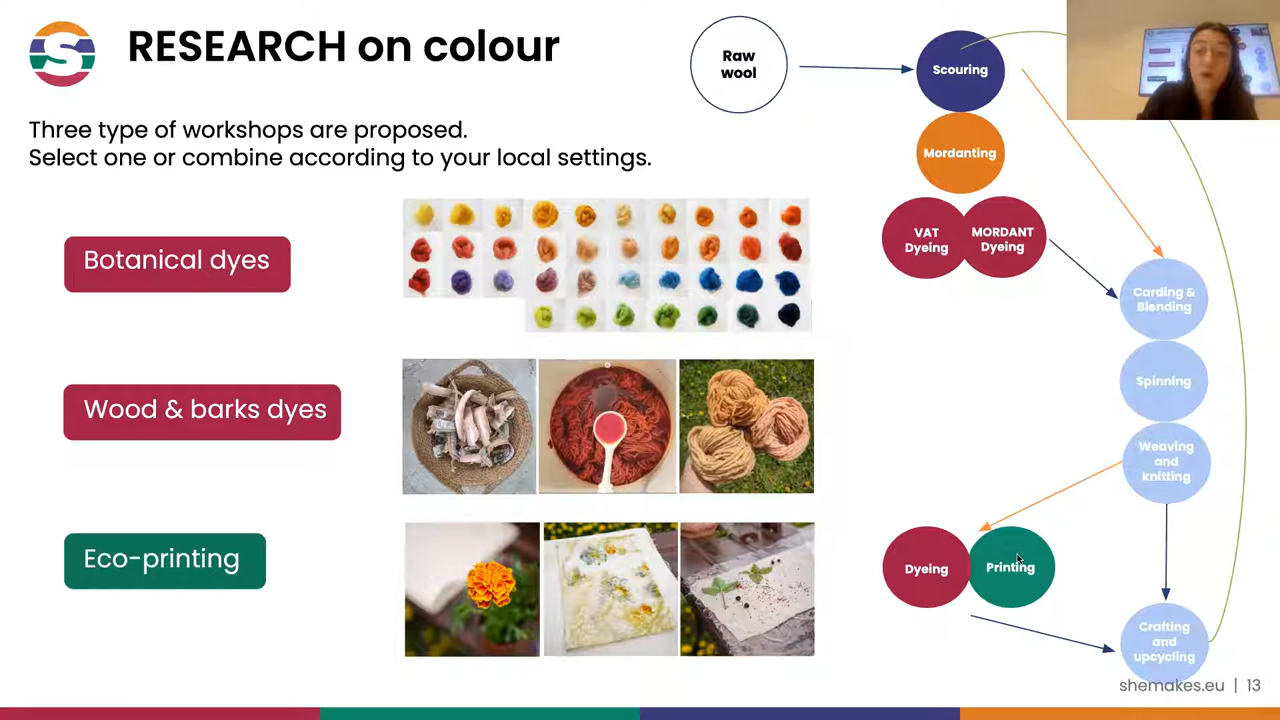 S
RESEARCH on colour
Three type of workshops are proposed.
Select one or combine according to your local settings.
Botanical dyes
Wood & barks dyes
Eco-printing
Raw
wool
Scouring
Mordanting
VAT
Dyeing
MORDANT
Dyeing
Carding &
Blending
Spinning
Weaving
and
knitting
Dyeing
Printing
Crafting
and
upcycling
shemakes.eu | 13